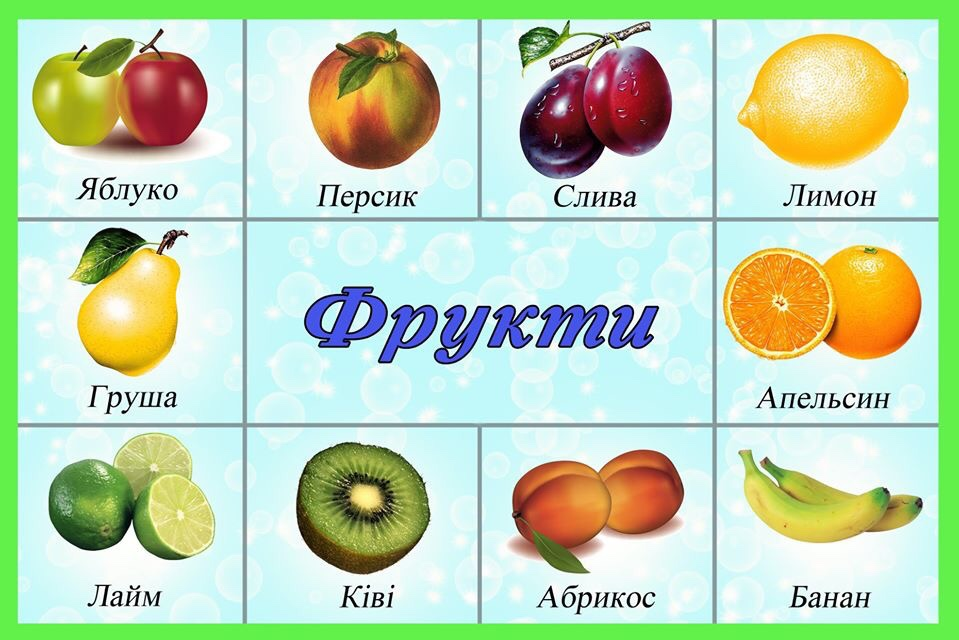 Яблуко
Персик
Слива
Лимон
Груша
Фрукти
Апельсин
Лайм
Ківі
Абрикос
Банан